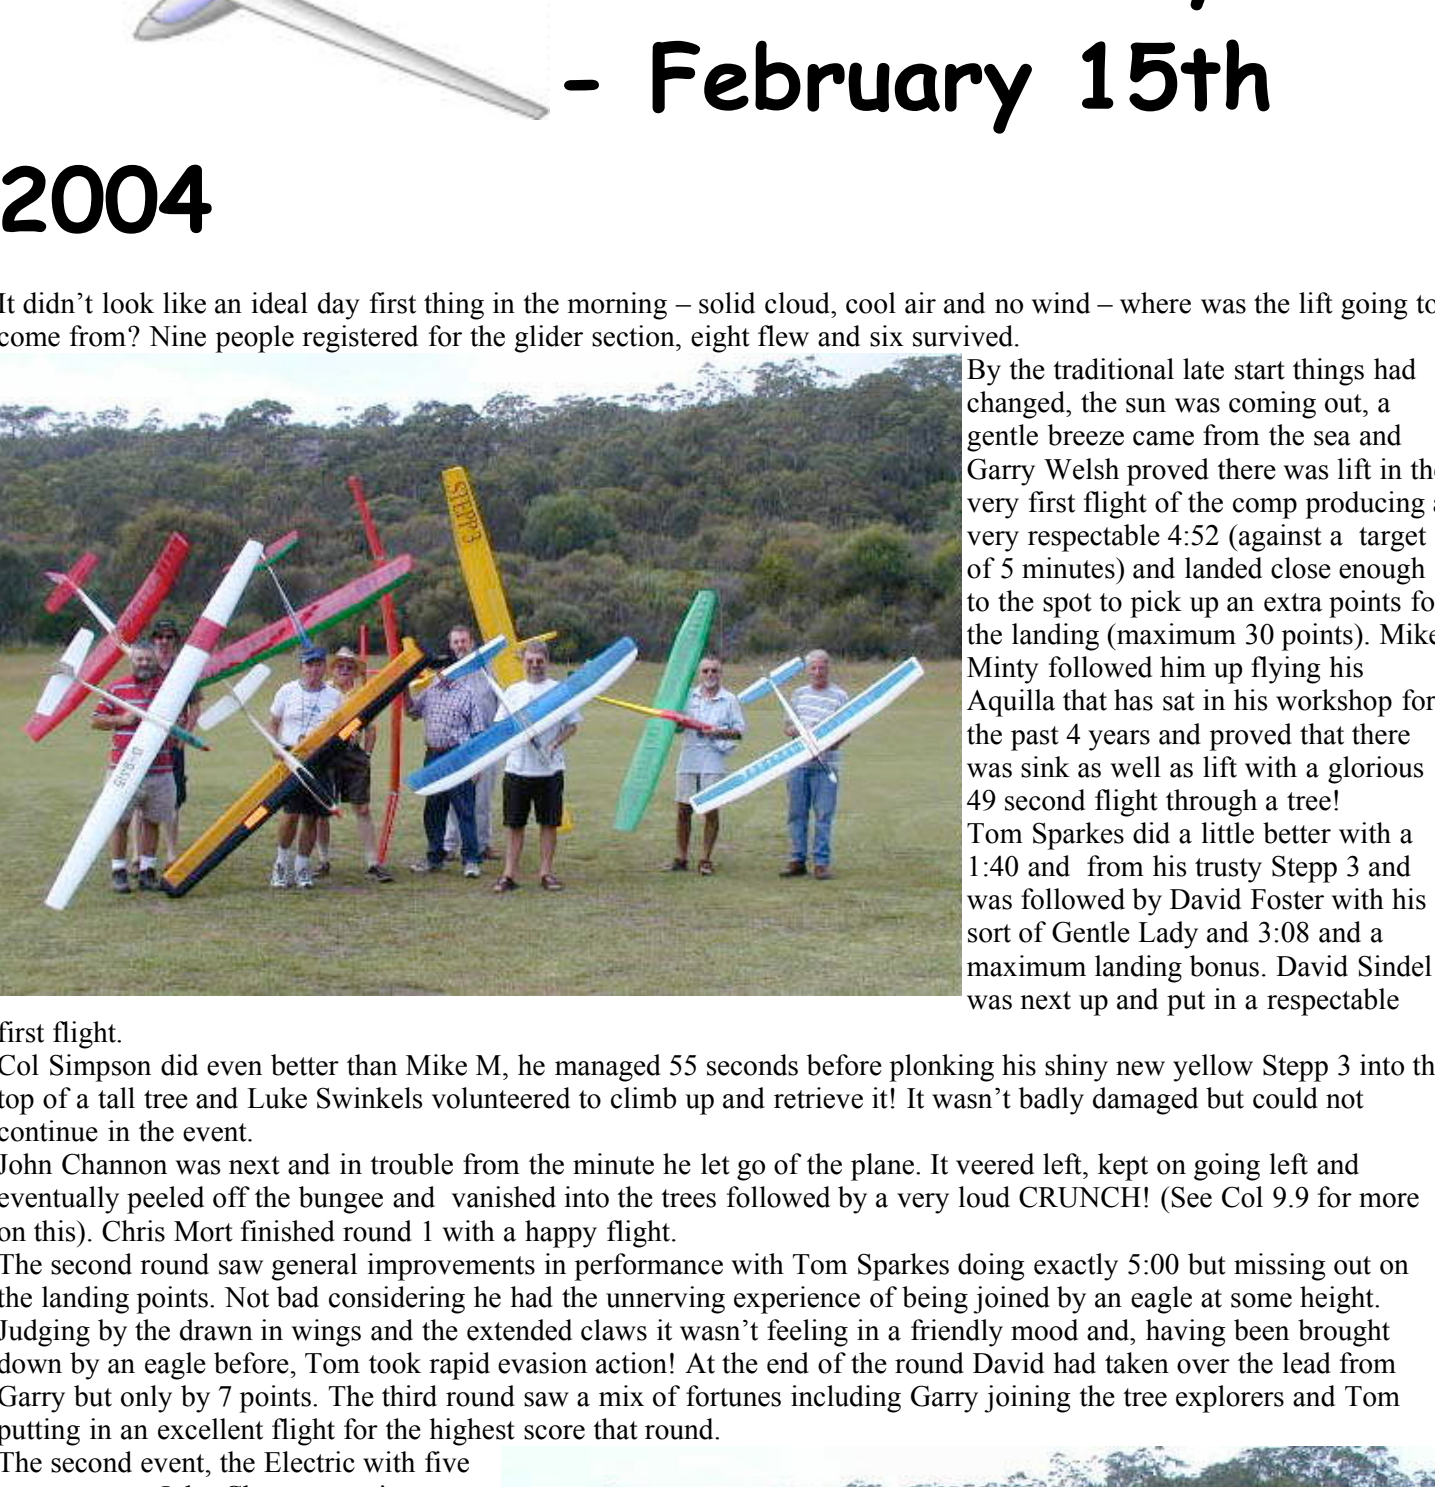 - February 15th
2004
It didn’t look like an ideal day first thing in the morning – solid cloud, cool air and no wind – where was the lift going to
come from? Nine people registered for the glider section, eight flew and six survived.
STEPP 3
By the traditional late start things had
changed, the sun was coming out, a
gentle breeze came from the sea and
Garry Welsh proved there was lift in the
very first flight of the comp producing a
very respectable 4:52 (against a target
of 5 minutes) and landed close enough
to the spot to pick up an extra points fo
the landing (maximum 30 points). Mike
Minty followed him up flying his
Aquilla that has sat in his workshop for
the past 4 years and proved that there
was sink as well as lift with a glorious
49 second flight through a tree!
Tom Sparkes did a little better with a
1:40 and from his trusty Stepp 3 and
was followed by David Foster with his
sort of Gentle Lady and 3:08 and a
maximum landing bonus. David Sindel
was next up and put in a respectable
first flight.
Col Simpson did even better than Mike M, he managed 55 seconds before plonking his shiny new yellow Stepp 3 into th
top of a tall tree and Luke Swinkels volunteered to climb up and retrieve it! It wasn’t badly damaged but could not
continue in the event.
John Channon was next and in trouble from the minute he let go of the plane. It veered left, kept on going left and
eventually peeled off the bungee and vanished into the trees followed by a very loud CRUNCH! (See Col 9.9 for more
on this). Chris Mort finished round 1 with a happy flight.
The second round saw general improvements in performance with Tom Sparkes doing exactly 5:00 but missing out on
the landing points. Not bad considering he had the unnerving experience of being joined by an eagle at some height.
Judging by the drawn in wings and the extended claws it wasn’t feeling in a friendly mood and, having been brought
down by an eagle before, Tom took rapid evasion action! At the end of the round David had taken over the lead from
Garry but only by 7 points. The third round saw a mix of fortunes including Garry joining the tree explorers and Tom
putting in an excellent flight for the highest score that round.
The second event, the Electric with five